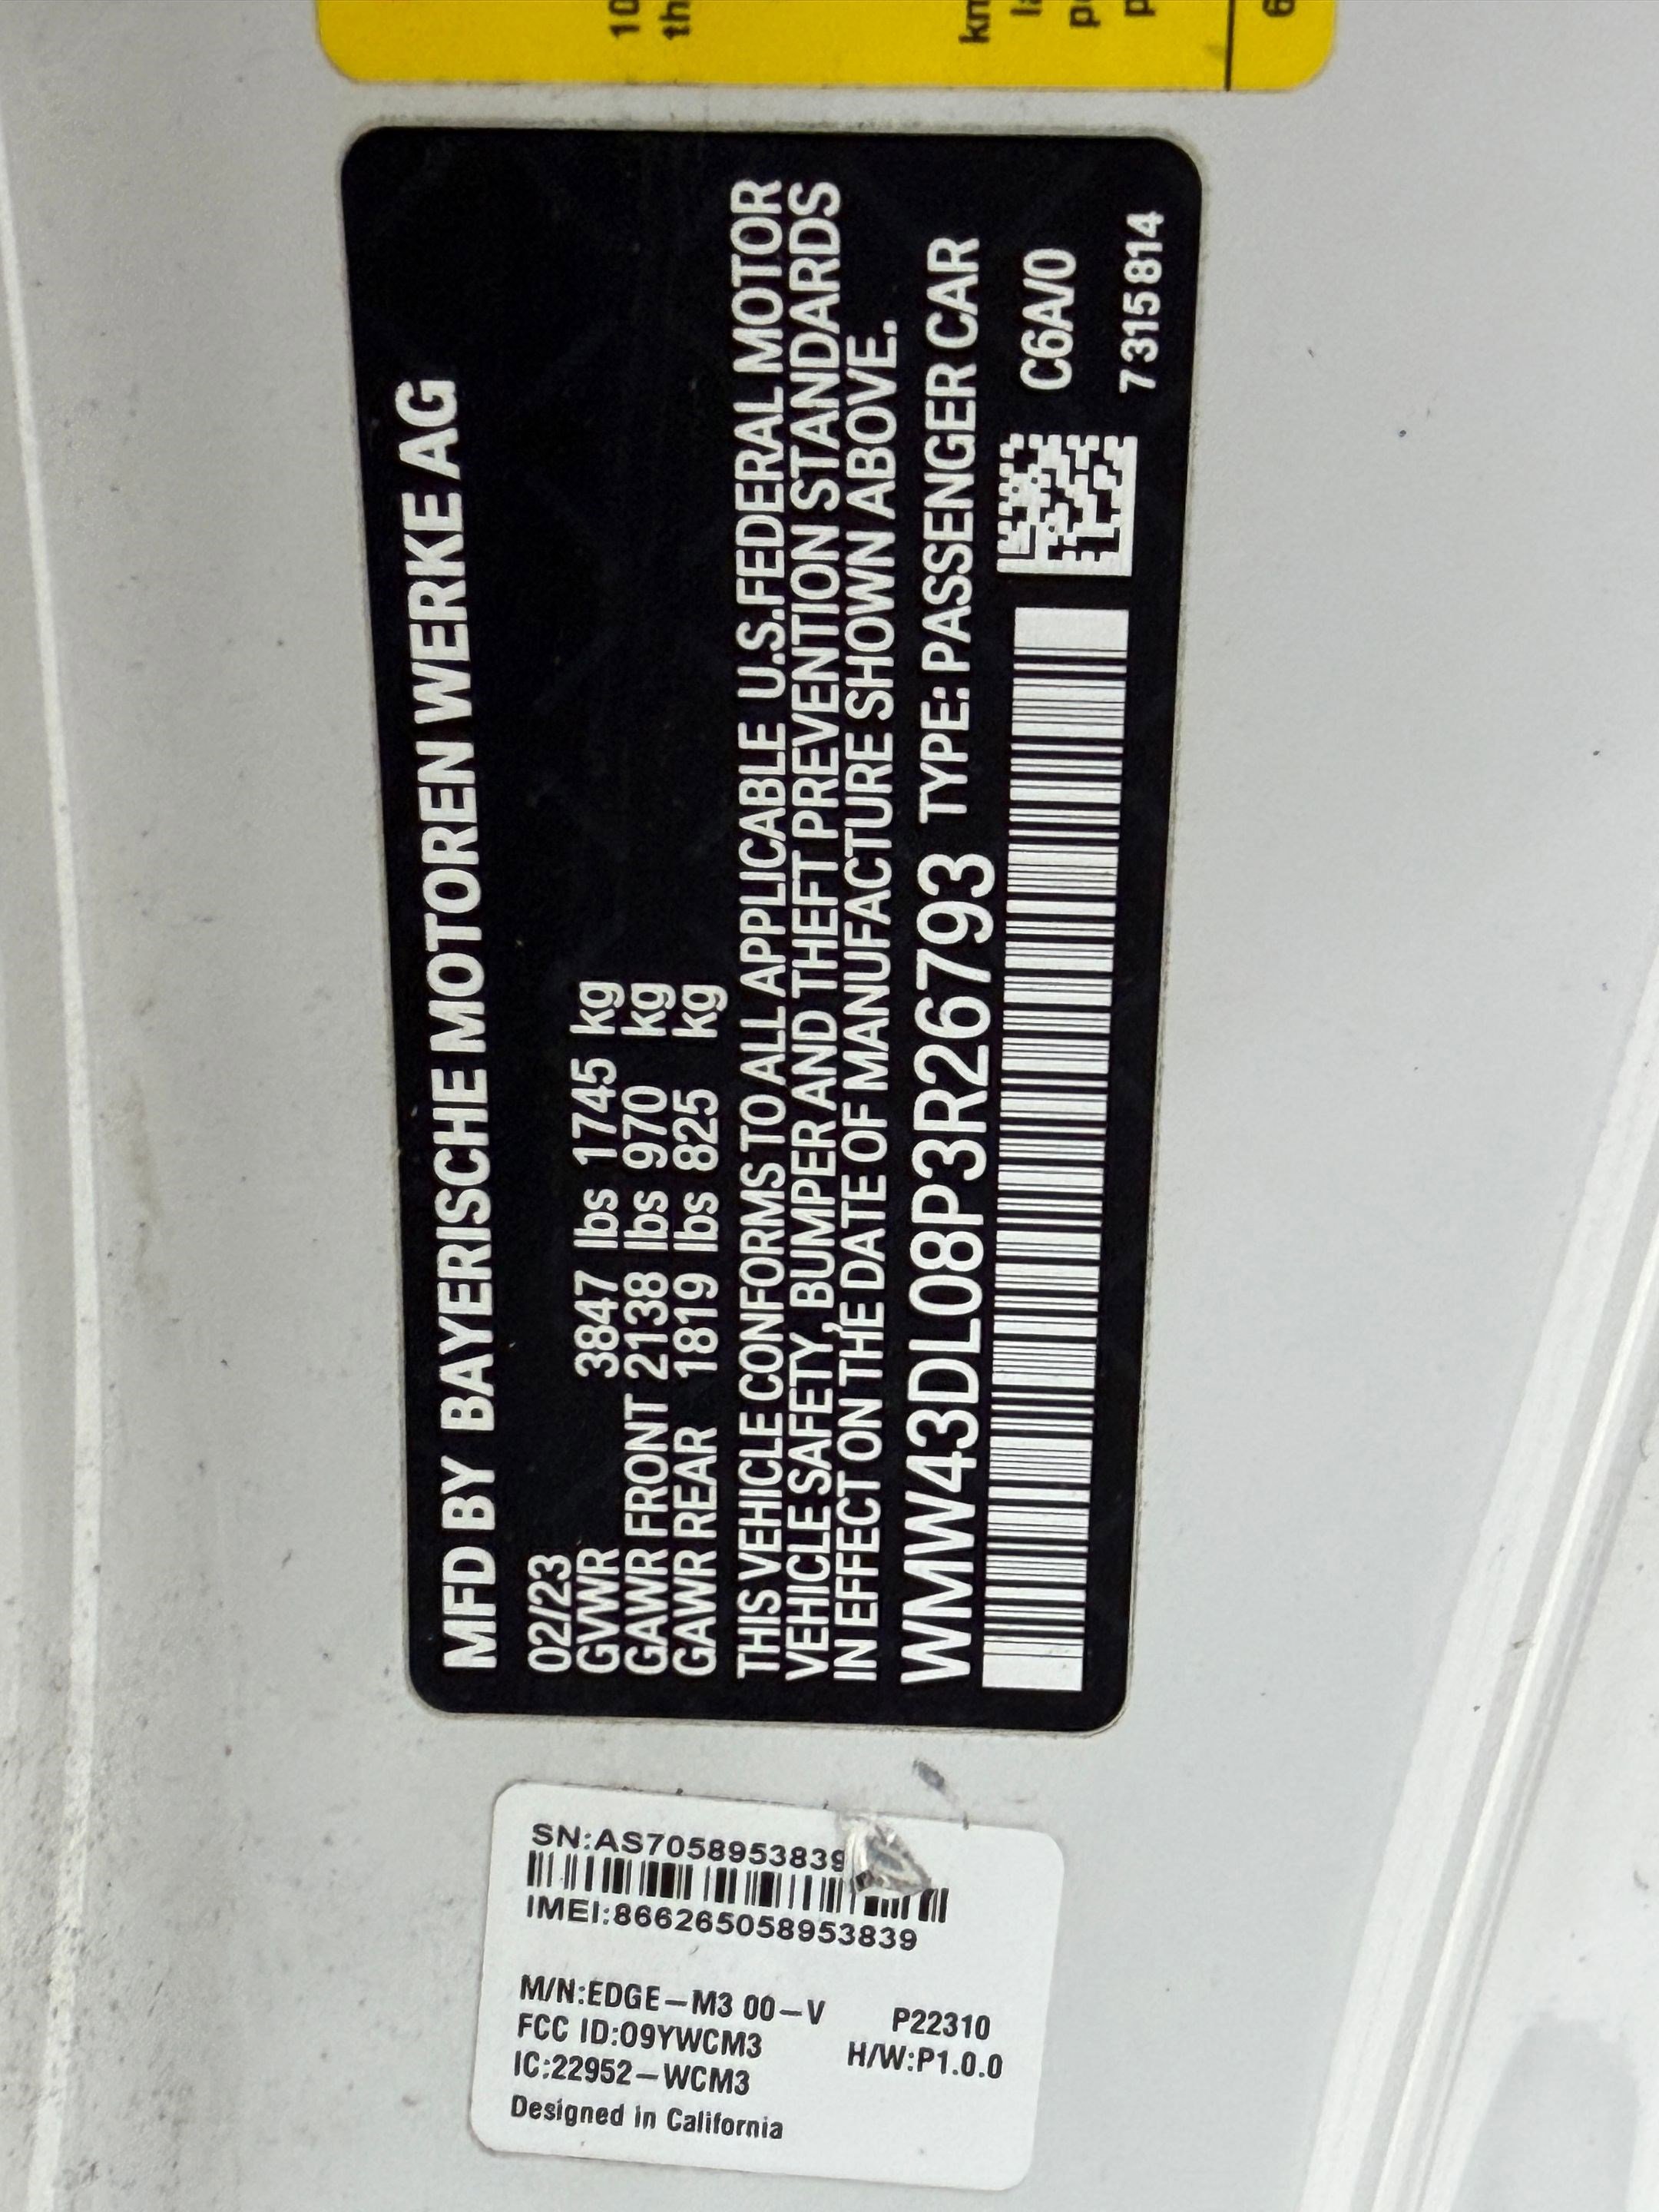 MFD BY BAYERISCHE MOTOREN WERKE AG
02/23
GVWR 3847 lbs 1745 kg
GAWR FRONT 2138 lbs 970 kg
GAWR REAR 1819 lbs 825 kg
THIS VEHICLE CONFORMS TO ALL APPLICABLE U.S.FEDERAL MOTOR
VEHICLE SAFETY, BUMPER AND THEFT PREVENTION STANDARDS
IN EFFECT ON THE DATE OF MANUFACTURE SHOWN ABOVE.
WMW43DL08P3R26793 TYPE: PASSENGER CAR
C6A/0
7315814
SN:AS7058953839
IMEI:866265058953839
M/N:EDGE-M3 00-V P22310
FCC ID:O9YWCM3 H/W:P1.0.0
IC:22952-WCM3
Designed in California